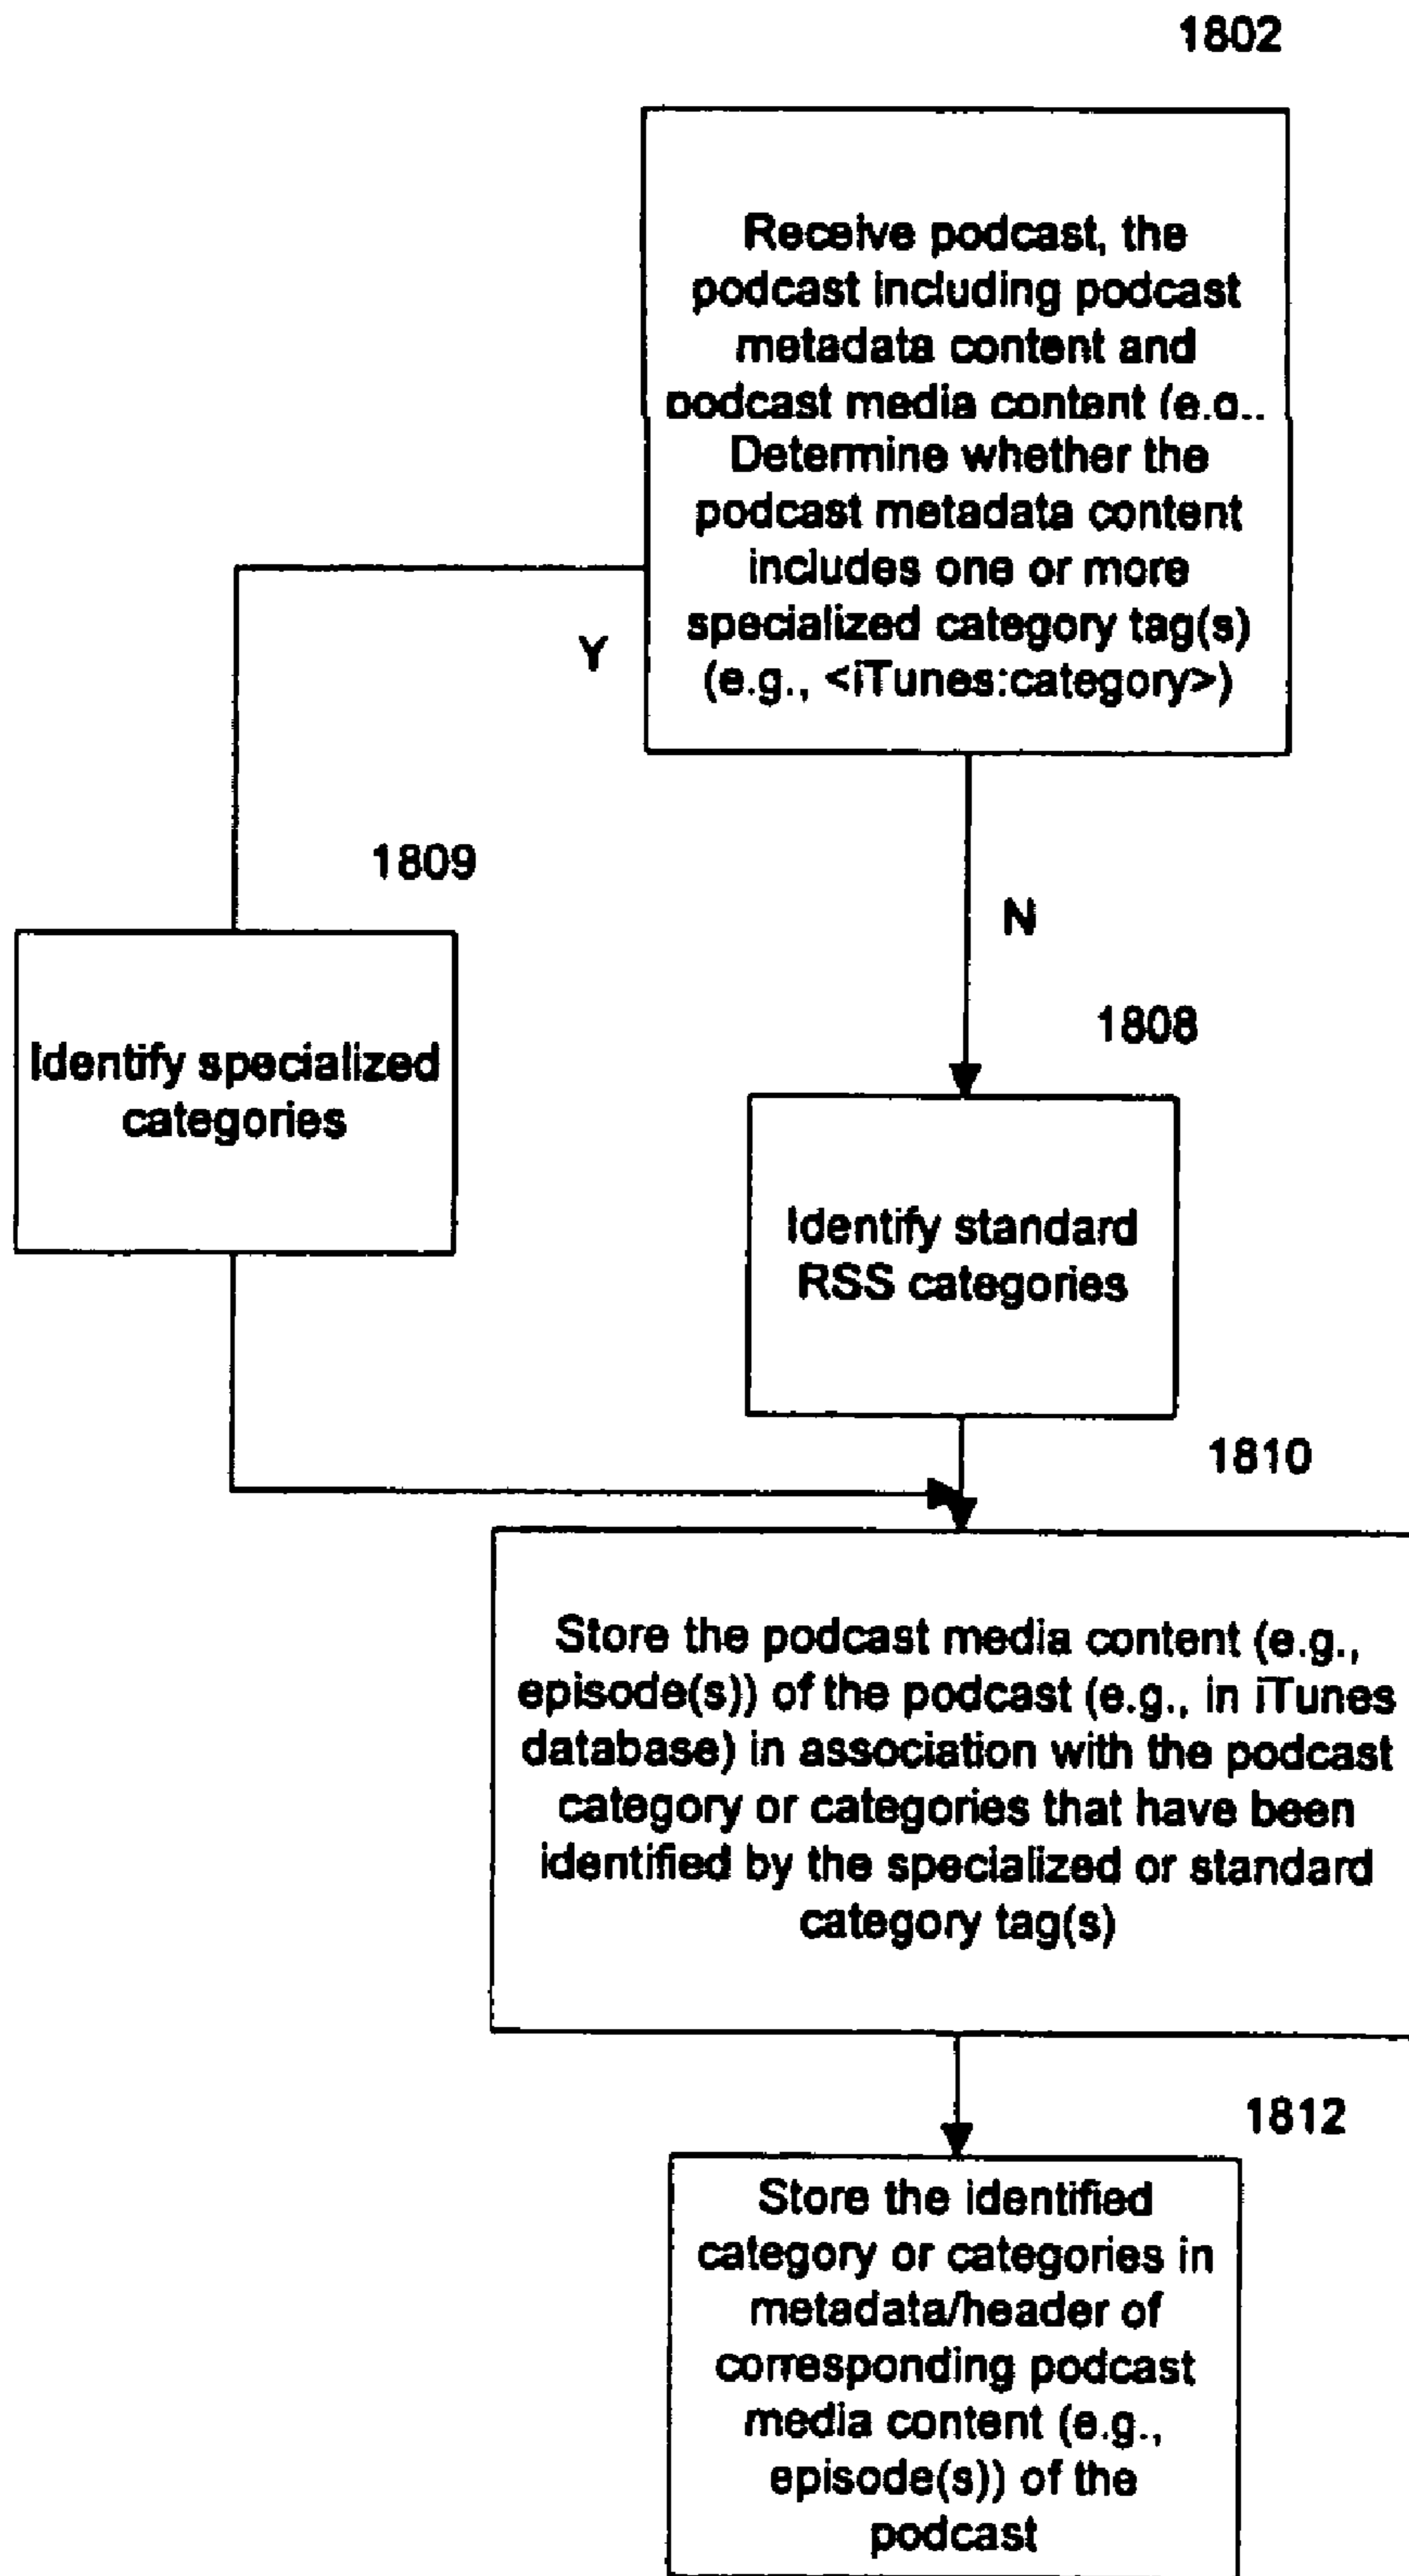 1802
Receive podcast, the
podcast including podcast
metadata content and
podcast media content (e.g.,
Determine whether the
podcast metadata content
includes one or more
specialized category tag(s)
(e.g., <iTunes:category>)
Y
1809
N
1808
Identify specialized
categories
Identify standard
RSS categories
1810
Store the podcast media content (e.g.,
episode(s)) of the podcast (e.g., in iTunes
database) in association with the podcast
category or categories that have been
identified by the specialized or standard
category tag(s)
1812
Store the identified
category or categories in
metadata/header of
corresponding podcast
media content (e.g.,
episode(s)) of the
podcast